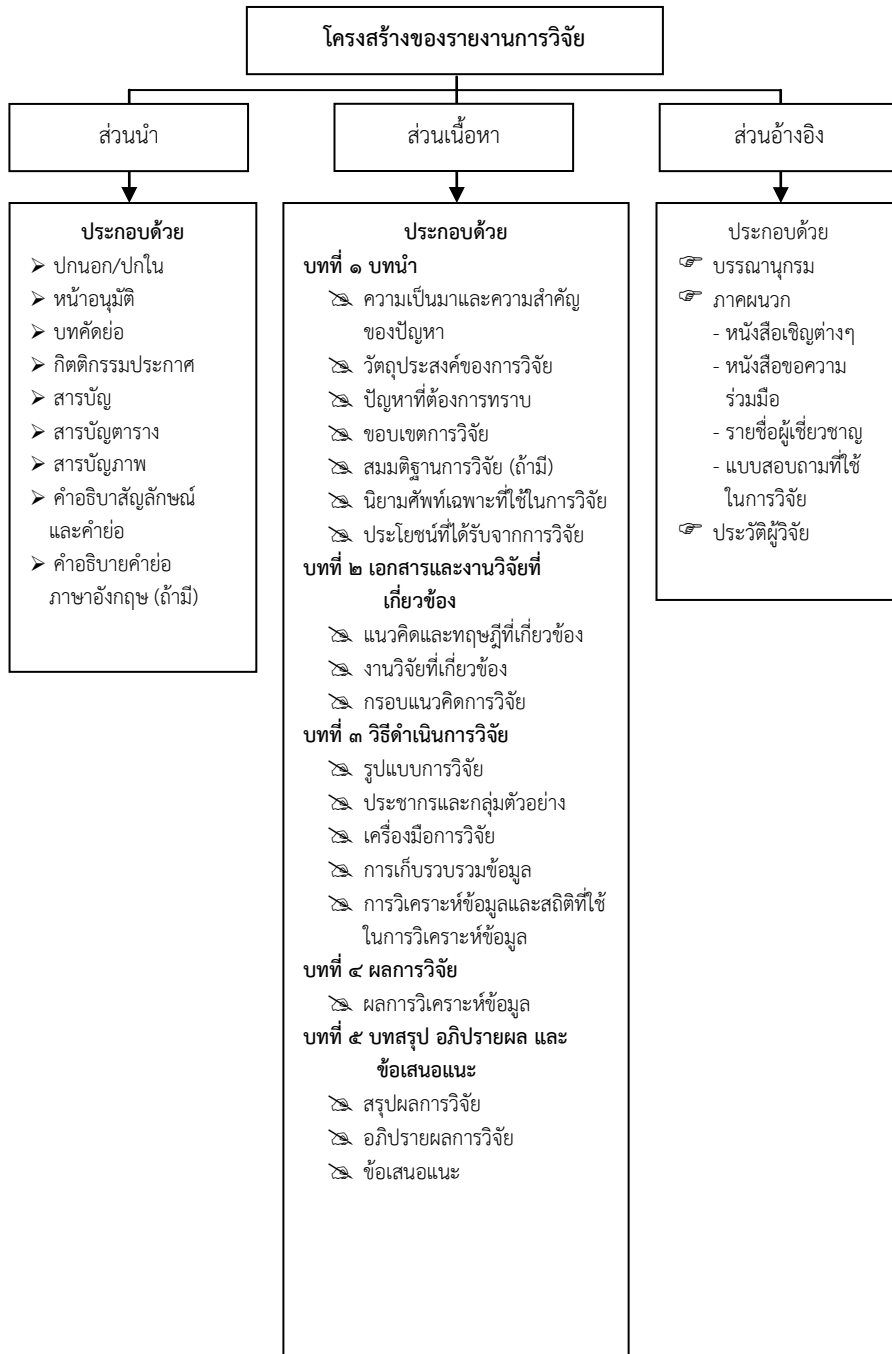 โครงสร้างของรายงานการวิจัย
ส่วนนำ
ส่วนเนื้อหา
ส่วนอ้างอิง
ประกอบด้วย
➢ ปกนอก/ปกใน
➢ หน้าอนุมัติ
➢ บทคัดย่อ
➢ กิตติกรรมประกาศ
➢ สารบัญ
➢ สารบัญตาราง
➢ สารบัญภาพ
➢ คำอธิบาสัญลักษณ์
และคำย่อ
➢ คำอธิบายคำย่อ
ภาษาอังกฤษ (ถ้ามี)
ประกอบด้วย
บทที่ ๑ บทนำ
ความเป็นมาและความสำคัญ
ของปัญหา
วัตถุประสงค์ของการวิจัย
ปัญหาที่ต้องการทราบ
ขอบเขตการวิจัย
สมมติฐานการวิจัย (ถ้ามี)
นิยามศัพท์เฉพาะที่ใช้ในการวิจัย
ประโยชน์ที่ได้รับจากการวิจัย
บทที่ ๒ เอกสารและงานวิจัยที่
เกี่ยวข้อง
แนวคิดและทฤษฎีที่เกี่ยวข้อง
งานวิจัยที่เกี่ยวข้อง
กรอบแนวคิดการวิจัย
บทที่ ๓ วิธีดำเนินการวิจัย
รูปแบบการวิจัย
ประชากรและกลุ่มตัวอย่าง
เครื่องมือการวิจัย
การเก็บรวบรวมข้อมูล
การวิเคราะห์ข้อมูลและสถิติที่ใช้
ในการวิเคราะห์ข้อมูล
บทที่ ๔ ผลการวิจัย
ผลการวิเคราะห์ข้อมูล
บทที่ ๕ บทสรุป อภิปรายผล และ
ข้อเสนอแนะ
สรุปผลการวิจัย
อภิปรายผลการวิจัย
ข้อเสนอแนะ
ประกอบด้วย
บรรณานุกรม
ภาคผนวก
- หนังสือเชิญต่างๆ
- หนังสือขอความ
ร่วมมือ
- รายชื่อผู้เชี่ยวชาญ
- แบบสอบถามที่ใช้
ในการวิจัย
ประวัติผู้วิจัย